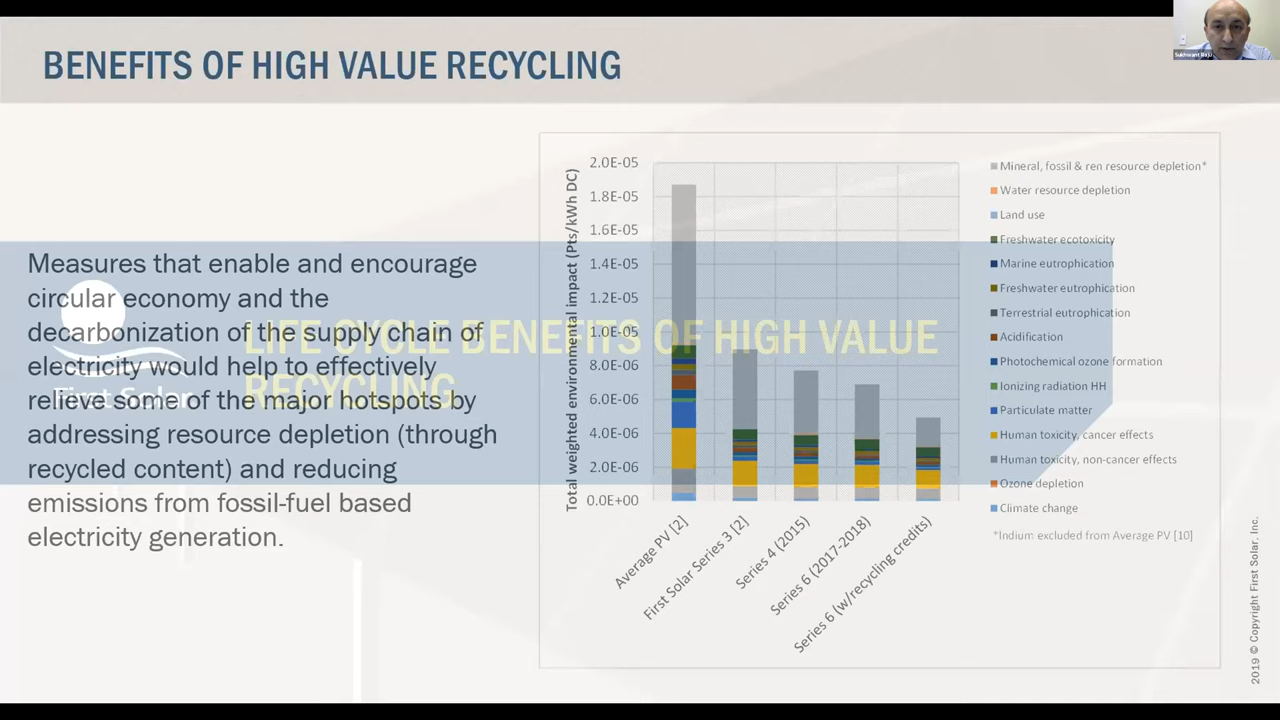 BENEFITS OF HIGH VALUE RECYCLING
Measures that enable and encourage
circular economy and the
decarbonization of the supply chain of
electricity would help to effectively
relieve some of the major hotspots by
addressing resource depletion (through
recycled content) and reducing
emissions from fossil-fuel based
electricity generation.
First Solar
LIFE CYCLE BENEFITS OF HIGH VALUE
RECYCLING
Total weighted environmental impact (Pts/kWh DC)
2.0E-05
1.8E-05
1.6E-05
1.4E-05
1.2E-05
1.0E-05
8.0E-06
6.0E-06
4.0E-06
2.0E-06
0.0E+00
Average PV [2]
First Solar Series 3 [2]
Series 4 (2015)
Series 6 (2017-2018)
Series 6 (w/recycling credits)
Mineral, fossil & ren resource depletion*
Water resource depletion
Land use
Freshwater ecotoxicity
Marine eutrophication
Freshwater eutrophication
Terrestrial eutrophication
Acidification
Photochemical ozone formation
Ionizing radiation HH
Particulate matter
Human toxicity, cancer effects
Human toxicity, non-cancer effects
Ozone depletion
Climate change
*Indium excluded from Average PV [10]
2019 © Copyright First Solar, Inc.
Sukhwant